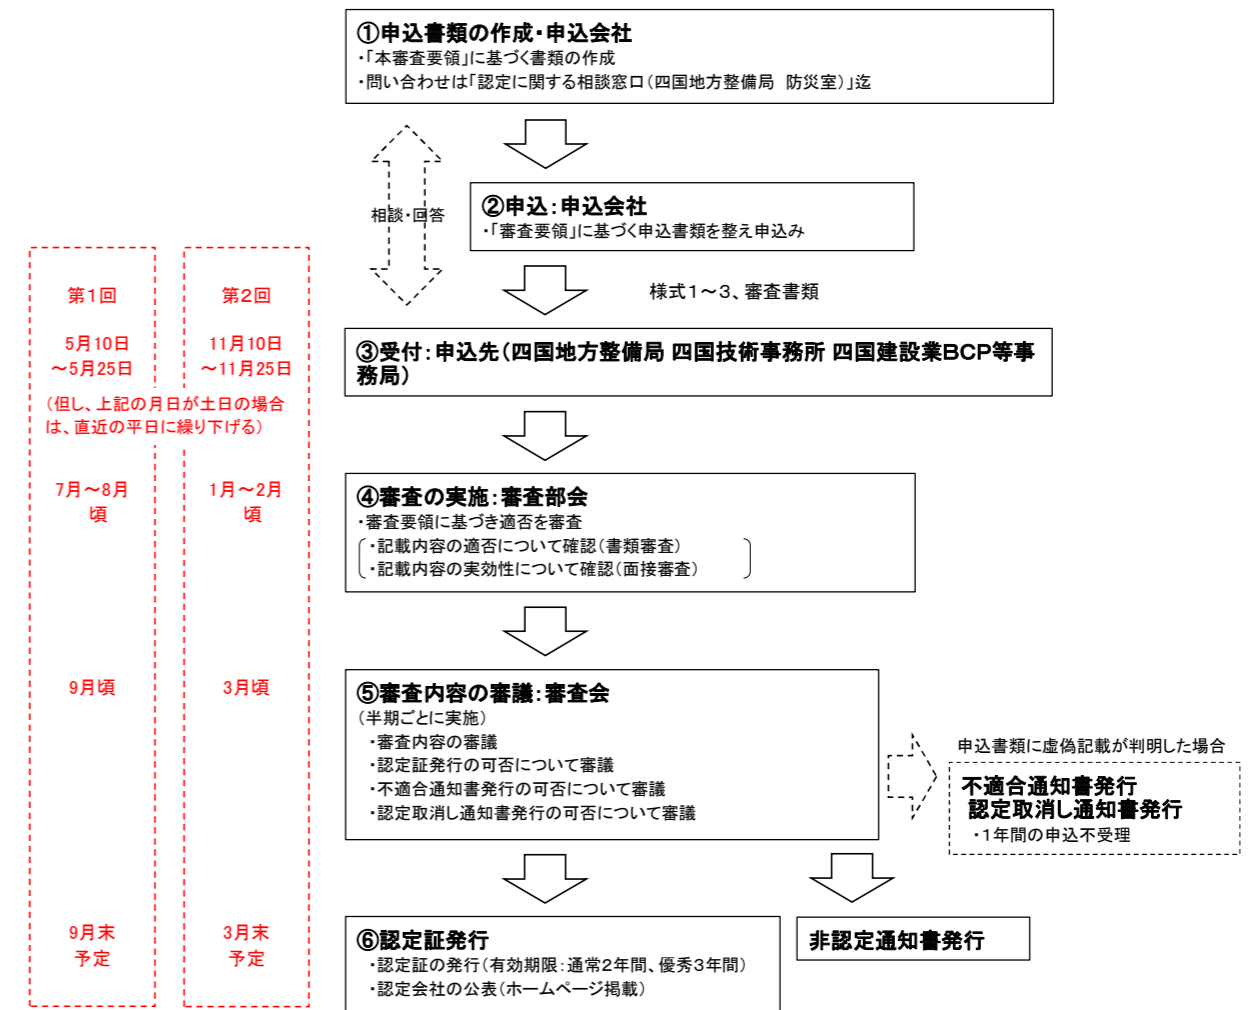 ①申込書類の作成・申込会社
・「本審査要領」に基づく書類の作成
・問い合わせは「認定に関する相談窓口（四国地方整備局　防災室）」迄
相談・回答
②申込：申込会社
・「審査要領」に基づく申込書類を整え申込み
様式１～３、審査書類
第１回
第２回
5月10日
～5月25日
11月10日
～11月25日
（但し、上記の月日が土日の場合
は、直近の平日に繰り下げる）
③受付：申込先（四国地方整備局 四国技術事務所 四国建設業ＢＣＰ等事
務局）
7月～8月
頃
1月～2月
頃
④審査の実施：審査部会
・審査要領に基づき適否を審査
・記載内容の適否について確認（書類審査）
・記載内容の実効性について確認（面接審査）
9月頃
3月頃
⑤審査内容の審議：審査会
（半期ごとに実施）
・審査内容の審議
・認定証発行の可否について審議
・不適合通知書発行の可否について審議
・認定取消し通知書発行の可否について審議
申込書類に虚偽記載が判明した場合
不適合通知書発行
認定取消し通知書発行
・１年間の申込不受理
9月末
予定
3月末
予定
⑥認定証発行
・認定証の発行（有効期限：通常２年間、優秀３年間）
・認定会社の公表（ホームページ掲載）
非認定通知書発行